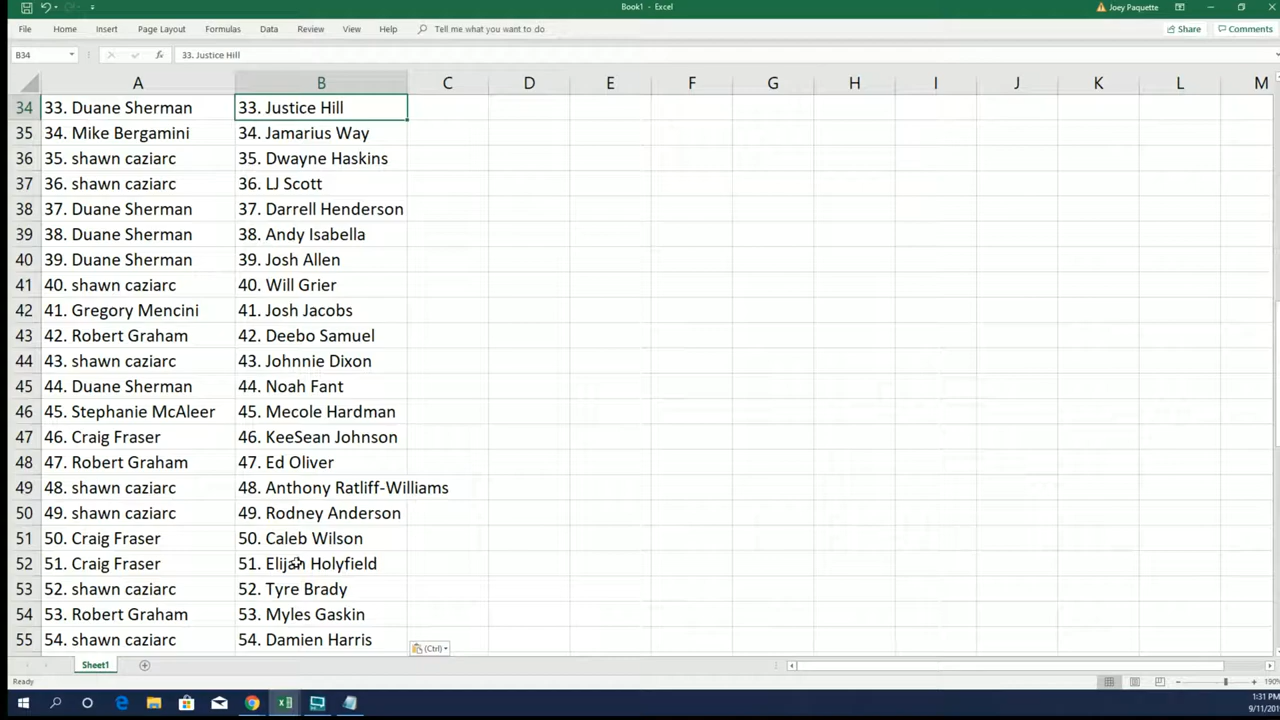 Book1 - Excel
Joey Paquette
File Home Insert Page Layout Formulas Data Review View Help Tell me what you want to do Share Comments
B34 fx 33. Justice Hill
A B C D E F G H I J K L M
34 33. Duane Sherman 33. Justice Hill
35 34. Mike Bergamini 34. Jamarius Way
36 35. shawn caziarc 35. Dwayne Haskins
37 36. shawn caziarc 36. LJ Scott
38 37. Duane Sherman 37. Darrell Henderson
39 38. Duane Sherman 38. Andy Isabella
40 39. Duane Sherman 39. Josh Allen
41 40. shawn caziarc 40. Will Grier
42 41. Gregory Mencini 41. Josh Jacobs
43 42. Robert Graham 42. Deebo Samuel
44 43. shawn caziarc 43. Johnnie Dixon
45 44. Duane Sherman 44. Noah Fant
46 45. Stephanie McAleer 45. Mecole Hardman
47 46. Craig Fraser 46. KeeSean Johnson
48 47. Robert Graham 47. Ed Oliver
49 48. shawn caziarc 48. Anthony Ratliff-Williams
50 49. shawn caziarc 49. Rodney Anderson
51 50. Craig Fraser 50. Caleb Wilson
52 51. Craig Fraser 51. Elijah Holyfield
53 52. shawn caziarc 52. Tyre Brady
54 53. Robert Graham 53. Myles Gaskin
55 54. shawn caziarc 54. Damien Harris
(Ctrl)
Sheet1
Ready
190%
1:31 PM
9/11/201